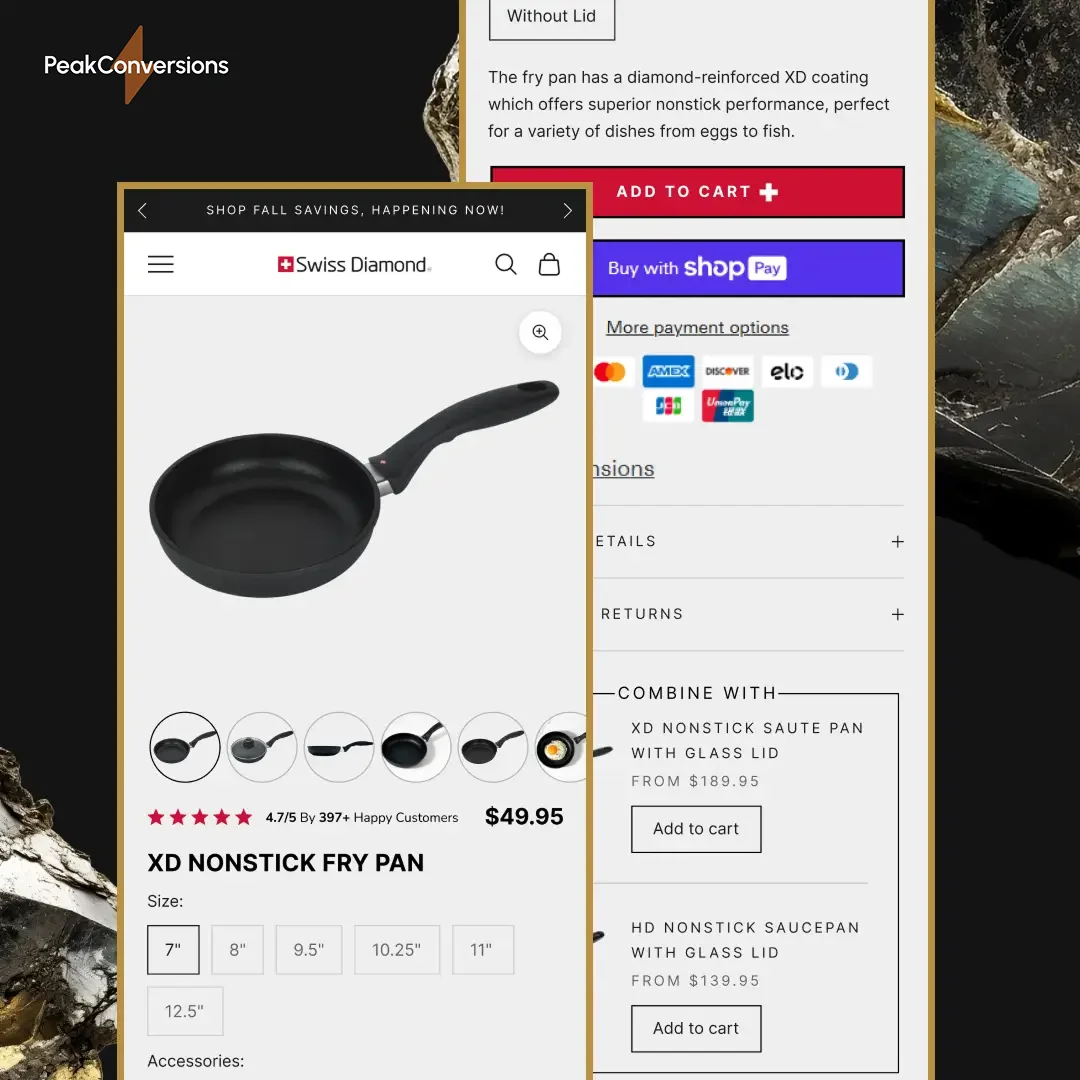 PeakConversions
SHOP FALL SAVINGS, HAPPENING NOW!
Swiss Diamond
4.7/5 By 397+ Happy Customers
$49.95
XD NONSTICK FRY PAN
Size:
7"
8"
9.5"
10.25"
11"
12.5"
Accessories:
Without Lid
The fry pan has a diamond-reinforced XD coating
which offers superior nonstick performance, perfect
for a variety of dishes from eggs to fish.
ADD TO CART
Buy with shop Pay
More payment options
AMEX
DISCOVER
elo
JCB
UnionPay
银联
nsions
ETAILS
RETURNS
COMBINE WITH
XD NONSTICK SAUTE PAN
WITH GLASS LID
FROM $189.95
Add to cart
HD NONSTICK SAUCEPAN
WITH GLASS LID
FROM $139.95
Add to cart